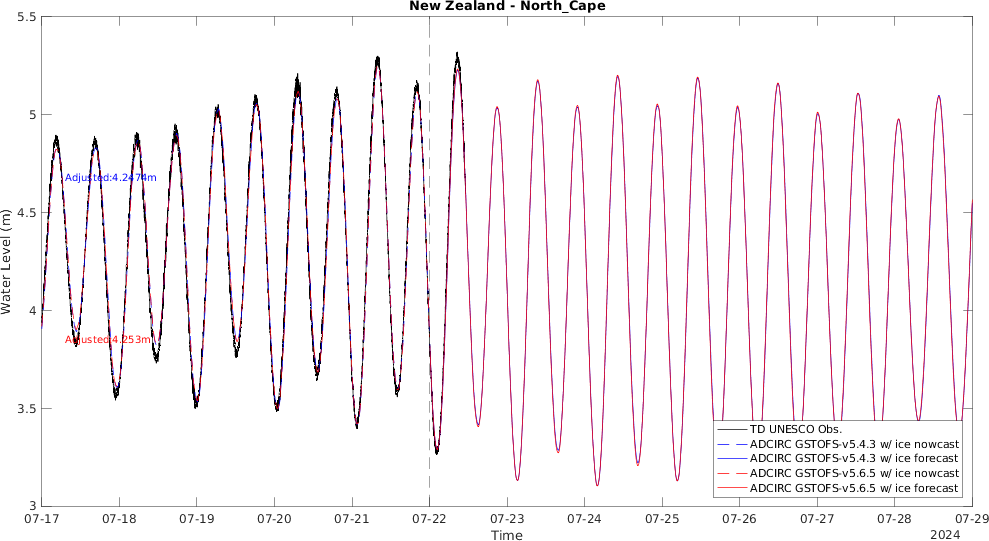 New Zealand - North_Cape
5.5
5
4.5
4
3.5
3
Water Level (m)
Adjusted:4.2474m
Adjusted:4.253m
TD UNESCO Obs.
ADCIRC GSTOFS-v5.4.3 w/ ice nowcast
ADCIRC GSTOFS-v5.4.3 w/ ice forecast
ADCIRC GSTOFS-v5.6.5 w/ ice nowcast
ADCIRC GSTOFS-v5.6.5 w/ ice forecast
07-17 07-18 07-19 07-20 07-21 07-22 07-23 07-24 07-25 07-26 07-27 07-28 07-29
Time
2024